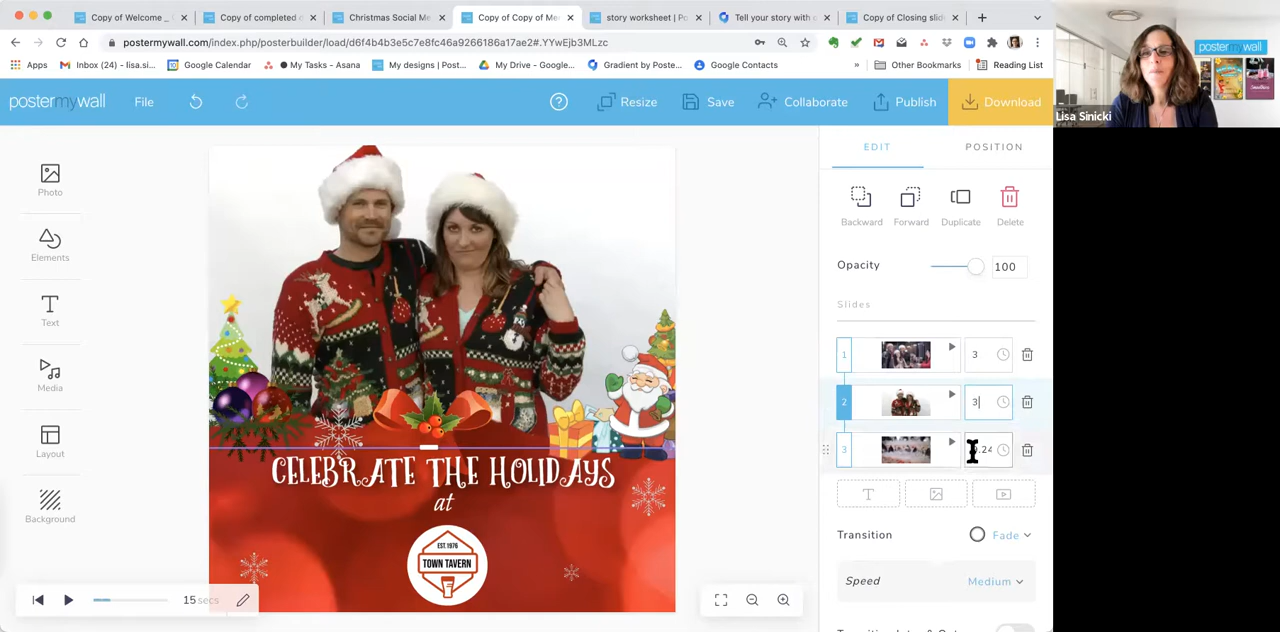 Copy of Welcome _
Copy of completed
Christmas Social Me
Copy of Copy of Me
story worksheet | Po
Tell your story with
Copy of Closing slid
postermywall.com/index.php/posterbuilder/load/d6f4b4b3e5c7e8fc46a9266186a17ae2#.YYwEjb3MLzc
Apps
Inbox (24) - lisa.si...
Google Calendar
My Tasks - Asana
My designs | Post...
My Drive - Google...
Gradient by Poste...
Google Contacts
»
Other Bookmarks
Reading List
postermywall
File
Resize
Save
Collaborate
Publish
Download
postermywall
Lisa Sinicki
Photo
Elements
Text
Media
Layout
Background
EDIT
POSITION
Backward
Forward
Duplicate
Delete
Opacity
100
Slides
1
3
2
3
3
.24
Transition
Fade
Speed
Medium
CELEBRATE THE HOLIDAYS
at
EST. 1976
TOWN TAVERN
15 secs